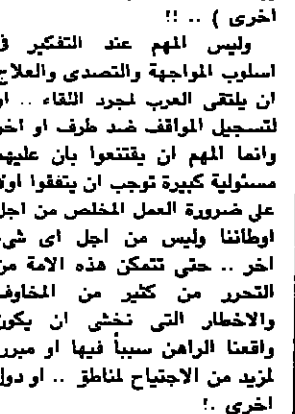 اخرى ) .. !!
وليس المهم عند التفكير فى
اسلوب المواجهة والتصدى والعلاج
ان يلتقى العرب لمجرد اللقاء .. او
لتسجيل المواقف ضد طرف او اخر
وانما المهم ان يقتنعوا بان عليهم
مسئولية كبيرة توجب ان يتفقوا اولا
على ضرورة العمل المخلص من اجل
اوطاننا وليس من اجل اى شىء
اخر .. حتى تتمكن هذه الامة من
التحرر من كثير من المخاوف
والاخطار التى نخشى ان يكون
واقعنا الراهن سبباً فيها او مبررا
لمزيد من الاجتياح لمناطق .. او دول
اخرى .!